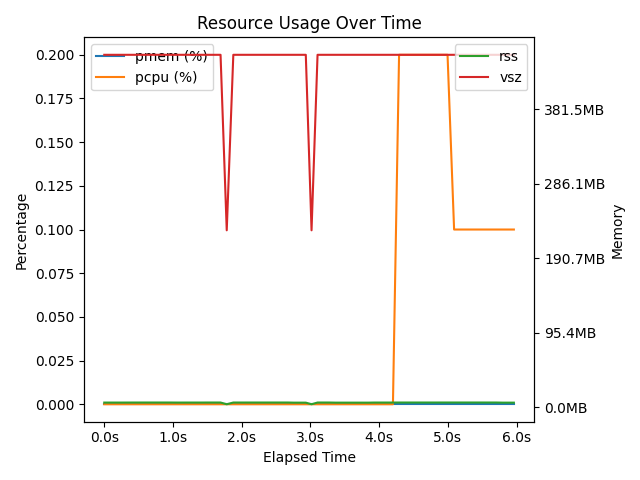 Resource Usage Over Time
pmem (%)
pcpu (%)
rss
vsz
Percentage
0.200
0.175
0.150
0.125
0.100
0.075
0.050
0.025
0.000
381.5MB
286.1MB
190.7MB
95.4MB
0.0MB
Memory
0.0s
1.0s
2.0s
3.0s
4.0s
5.0s
6.0s
Elapsed Time